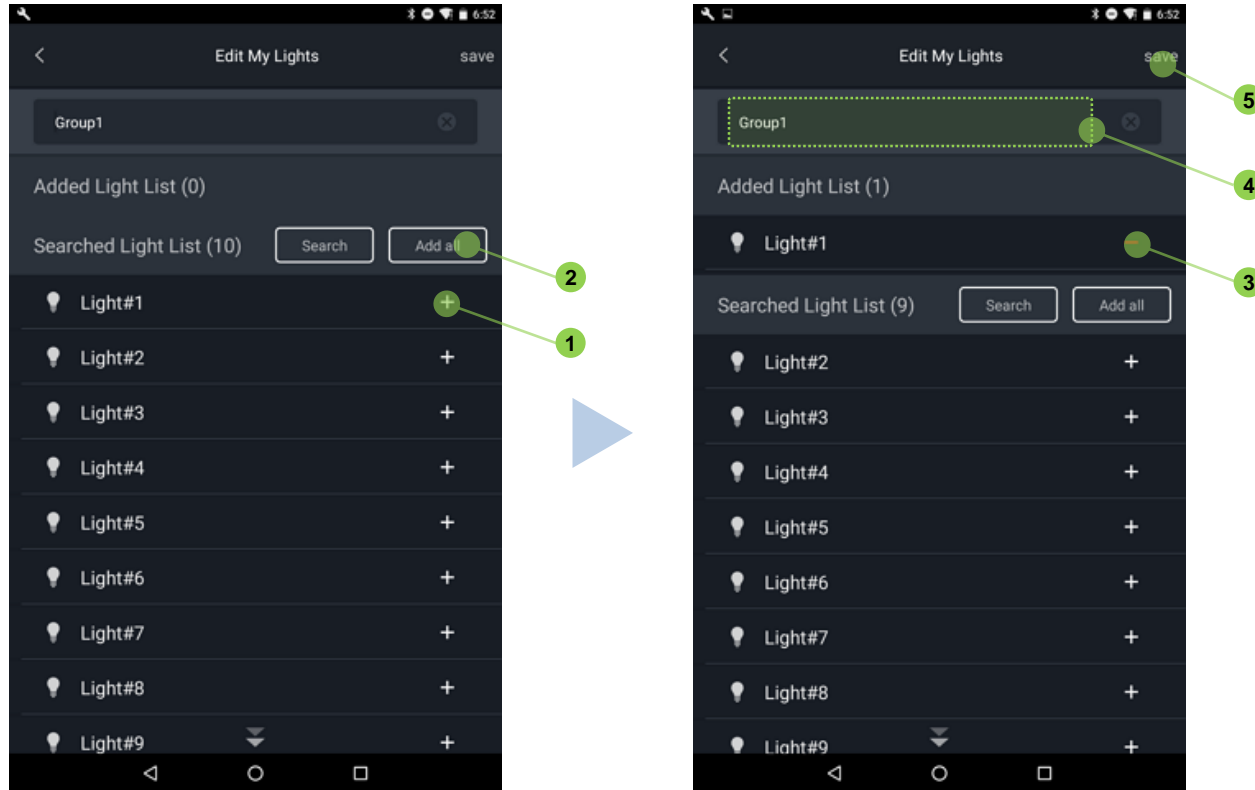 6:52
Edit My Lights
save
Group1
Added Light List (0)
Searched Light List (10)
Search
Add all
2
Light#1
+
1
Light#2
+
Light#3
+
Light#4
+
Light#5
+
Light#6
+
Light#7
+
Light#8
+
Light#9
+
6:52
Edit My Lights
save
5
Group1
4
Added Light List (1)
Light#1
3
Searched Light List (9)
Search
Add all
Light#2
+
Light#3
+
Light#4
+
Light#5
+
Light#6
+
Light#7
+
Light#8
+
Light#9
+